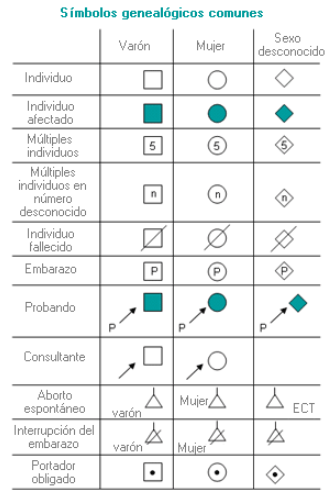 Símbolos genealógicos comunes
Varón Mujer Sexo
desconocido
Individuo
Individuo
afectado
Múltiples
individuos
5 5 5
Múltiples
individuos en
número
desconocido
n n n
Individuo
fallecido
Embarazo P P P
Probando
P P P
Consultante
Aborto
espontáneo
varón Mujer ECT
Interrupción del
embarazo
varón Mujer
Portador
obligado